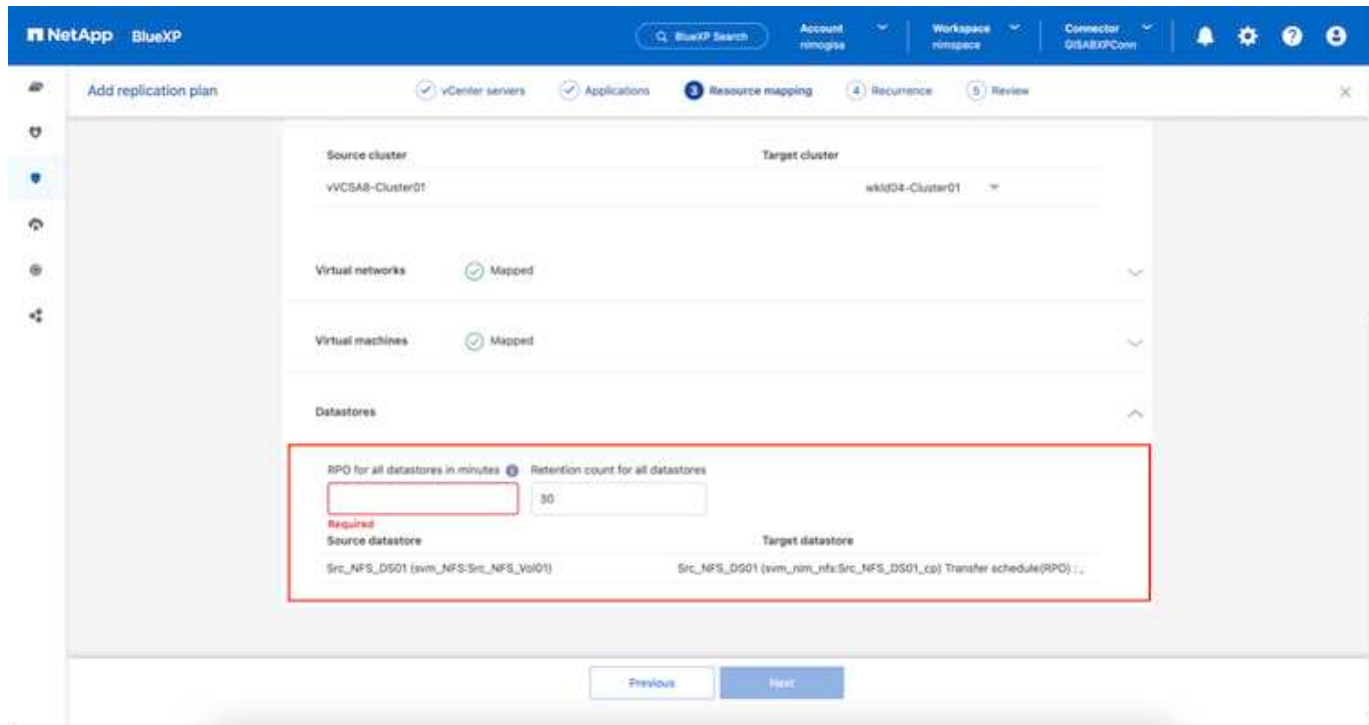 NetApp BlueXP BlueXP Search Account nimogisa Workspace nimspace Connector GISABXPConn
Add replication plan vCenter servers Applications 3 Resource mapping 4 Recurrence 5 Review
Source cluster Target cluster
vVCSA8-Cluster01 wkld04-Cluster01
Virtual networks Mapped
Virtual machines Mapped
Datastores
RPO for all datastores in minutes Retention count for all datastores
30
Required
Source datastore Target datastore
Src_NFS_DS01 (svm_NFS:Src_NFS_Vol01) Src_NFS_DS01 (svm_nim_nfs:Src_NFS_DS01_cp) Transfer schedule(RPO) : ,
Previous Next